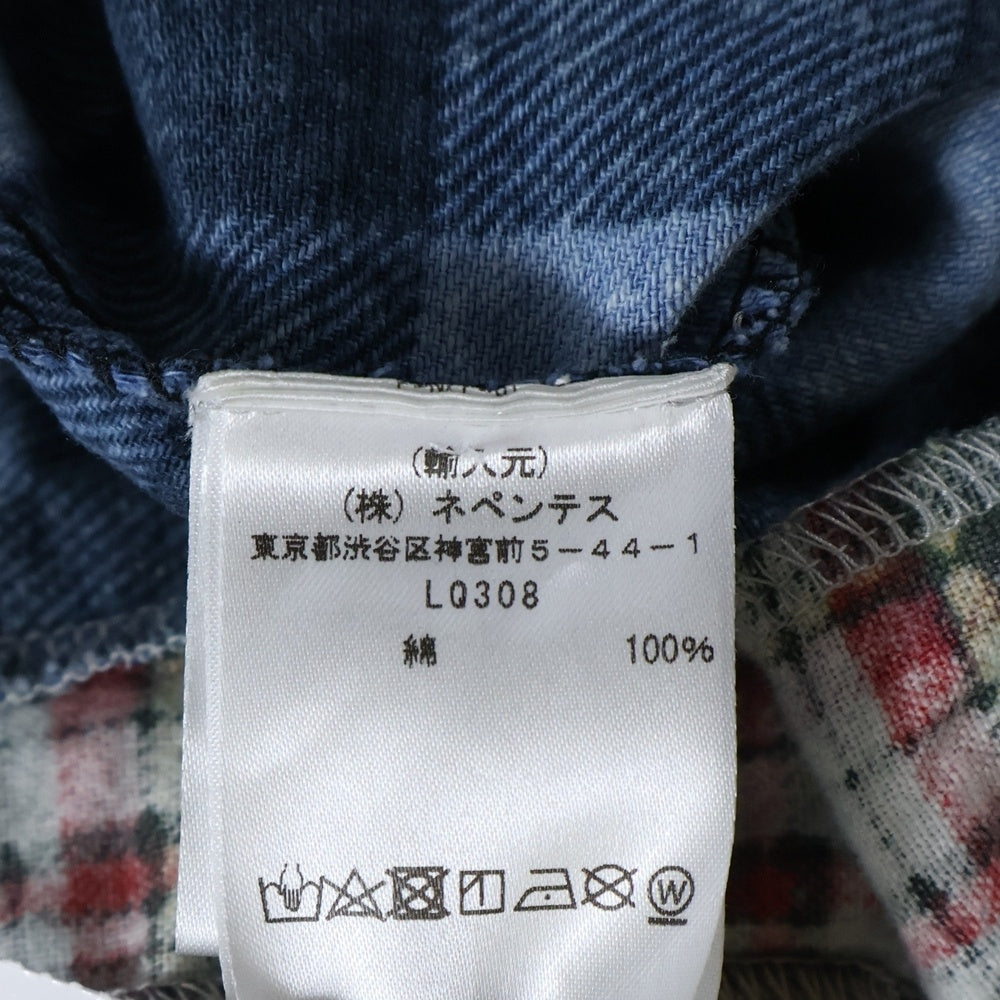 (輸入元)
(株) ネペンテス
東京都渋谷区神宮前5-44-1
LQ308
綿 100%
W